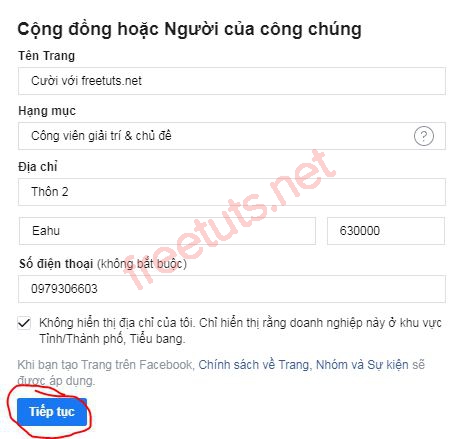 Cộng đồng hoặc Người của công chúng
Tên Trang
Cười với freetuts.net
Hạng mục
Công viên giải trí & chủ đề
?
Địa chỉ
Thôn 2
Eahu
630000
freetuts.net
Số điện thoại (không bắt buộc)
0979306603
Không hiển thị địa chỉ của tôi. Chỉ hiển thị rằng doanh nghiệp này ở khu vực
Tỉnh/Thành phố, Tiểu bang.
Khi bạn tạo Trang trên Facebook, Chính sách về Trang, Nhóm và Sự kiện sẽ
được áp dụng.
Tiếp tục